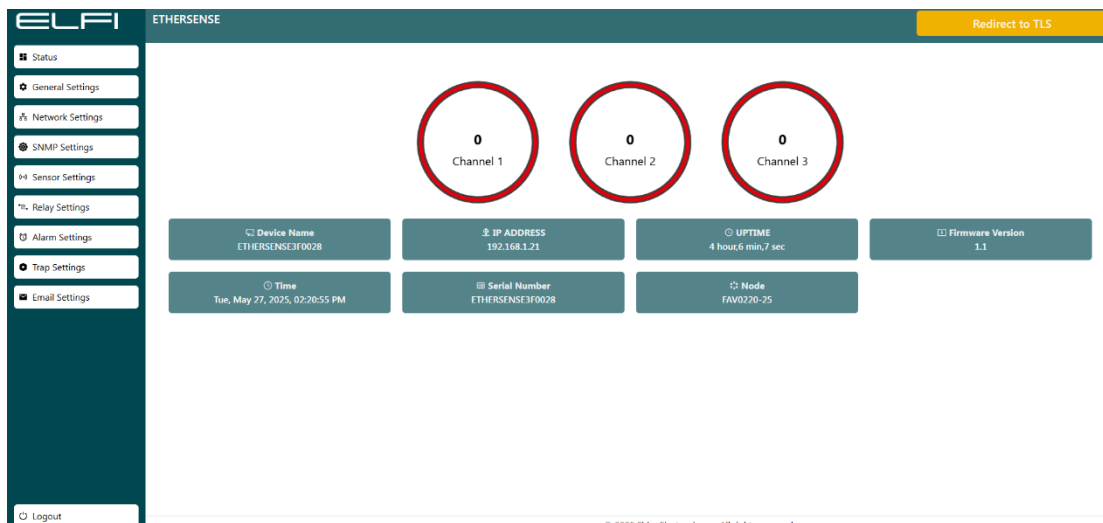 ELFI
ETHERSENSE
Redirect to TLS
Status
General Settings
Network Settings
SNMP Settings
Sensor Settings
Relay Settings
Alarm Settings
Trap Settings
Email Settings
Logout
0
Channel 1
0
Channel 2
0
Channel 3
Device Name
ETHERSENSE3F0028
IP ADDRESS
192.168.1.21
UPTIME
4 hour,6 min,7 sec
Firmware Version
1.1
Time
Tue, May 27, 2025, 02:20:55 PM
Serial Number
ETHERSENSE3F0028
Node
FAV0220-25